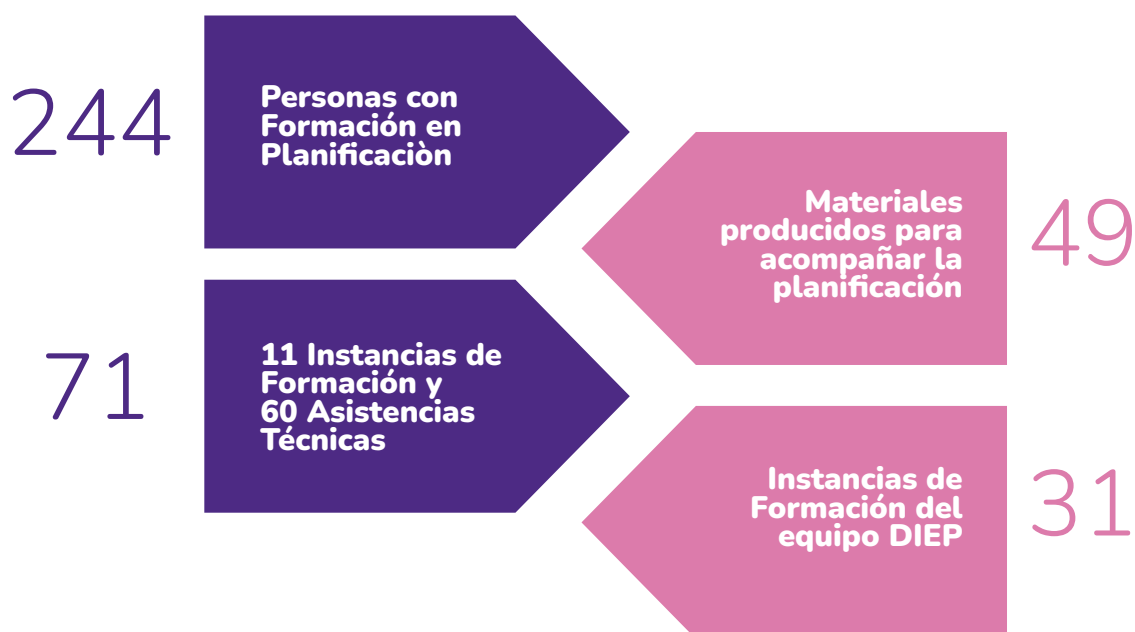 244
Personas con
Formación en
Planificaciòn
Materiales
producidos para
acompañar la
planificación
49
71
11 Instancias de
Formación y
60 Asistencias
Técnicas
Instancias de
Formación del
equipo DIEP
31